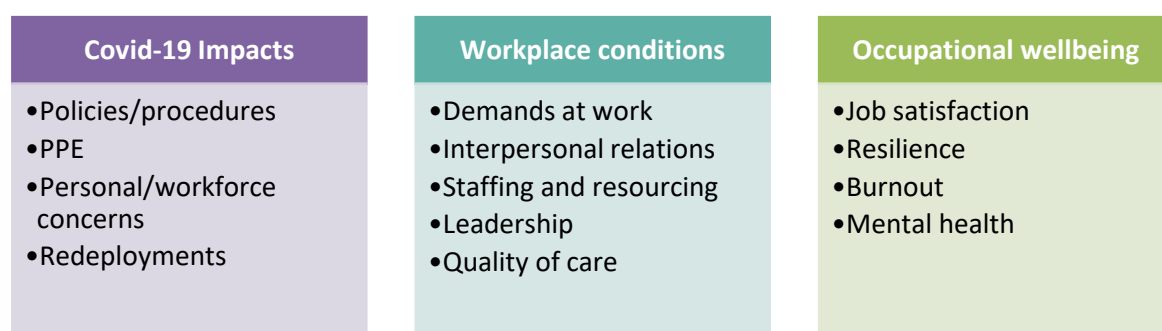 Covid-19 Impacts
•Policies/procedures
•PPE
•Personal/workforce
concerns
•Redeployments
Workplace conditions
•Demands at work
•Interpersonal relations
•Staffing and resourcing
•Leadership
•Quality of care
Occupational wellbeing
•Job satisfaction
•Resilience
•Burnout
•Mental health